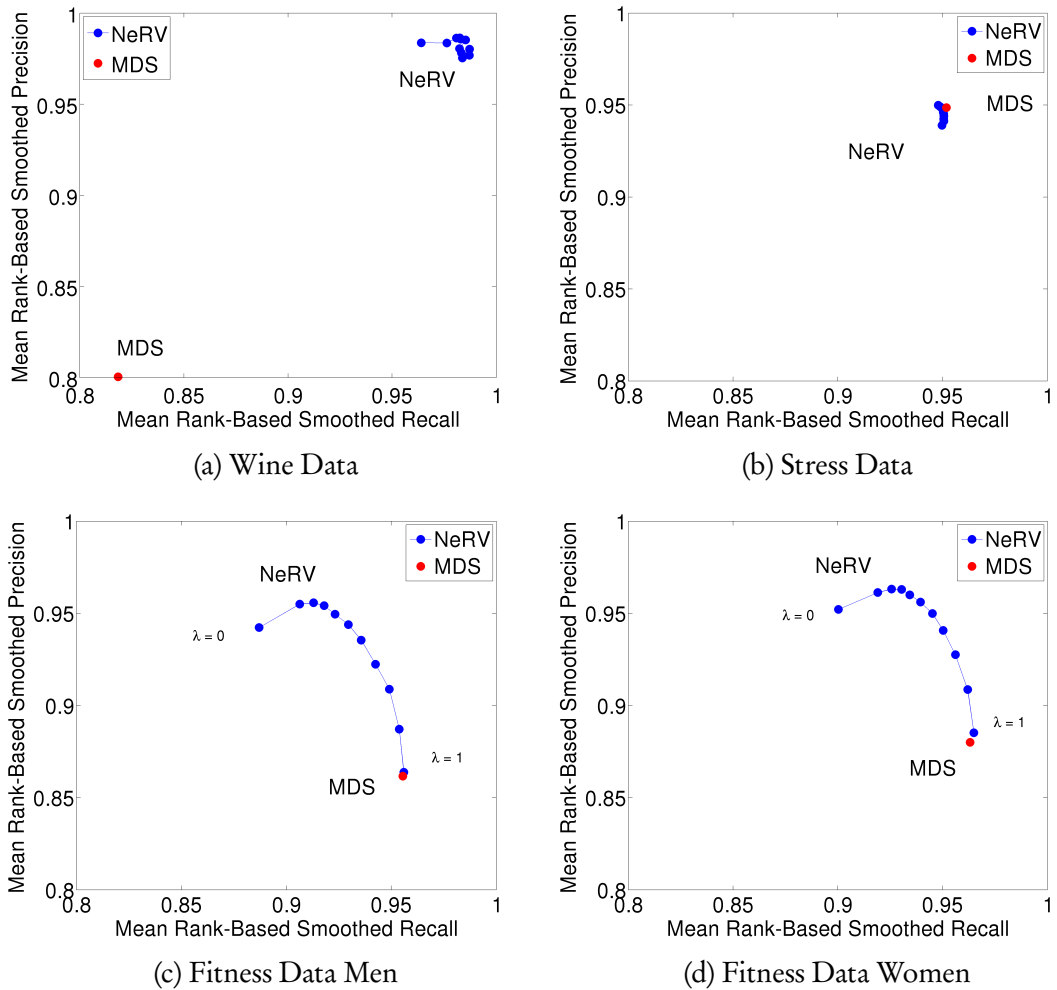 Mean Rank-Based Smoothed Precision
1
0.95
0.9
0.85
0.8
NeRV
MDS
NeRV
MDS
0.8
0.85
0.9
0.95
1
Mean Rank-Based Smoothed Recall
(a) Wine Data
Mean Rank-Based Smoothed Precision
1
0.95
0.9
0.85
0.8
NeRV
MDS
MDS
NeRV
0.8
0.85
0.9
0.95
1
Mean Rank-Based Smoothed Recall
(b) Stress Data
Mean Rank-Based Smoothed Precision
1
0.95
0.9
0.85
0.8
NeRV
MDS
NeRV
λ = 0
λ = 1
MDS
0.8
0.85
0.9
0.95
1
Mean Rank-Based Smoothed Recall
(c) Fitness Data Men
Mean Rank-Based Smoothed Precision
1
0.95
0.9
0.85
0.8
NeRV
MDS
NeRV
λ = 0
λ = 1
MDS
0.8
0.85
0.9
0.95
1
Mean Rank-Based Smoothed Recall
(d) Fitness Data Women